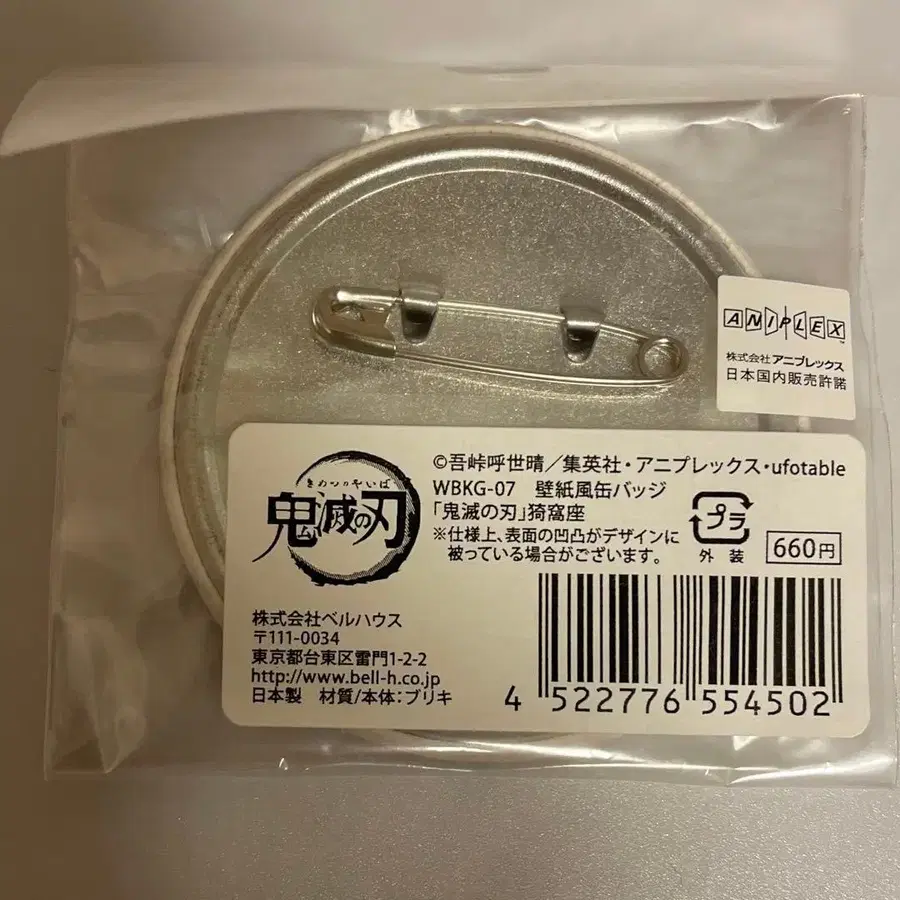 ANIPLEX™
株式会社 アニプレックス
日本国内販売許諾
きめつのやいば
鬼滅の刃
©吾峠呼世晴／集英社・アニプレックス・ufotable
WBKG-07 壁紙風缶バッジ
「鬼滅の刃」猗窩座
※仕様上、表面の凹凸がデザインに
被っている場合がございます。
プラ
外装
660円
株式会社ベルハウス
〒111-0034
東京都台東区雷門1-2-2
http://www.bell-h.co.jp
日本製 材質/本体：ブリキ
4 522776 554502